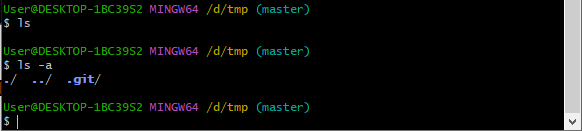 User@DESKTOP-1BC39S2 MINGW64 /d/tmp (master)
$ ls
User@DESKTOP-1BC39S2 MINGW64 /d/tmp (master)
$ ls -a
./ ../ .git/
User@DESKTOP-1BC39S2 MINGW64 /d/tmp (master)
$